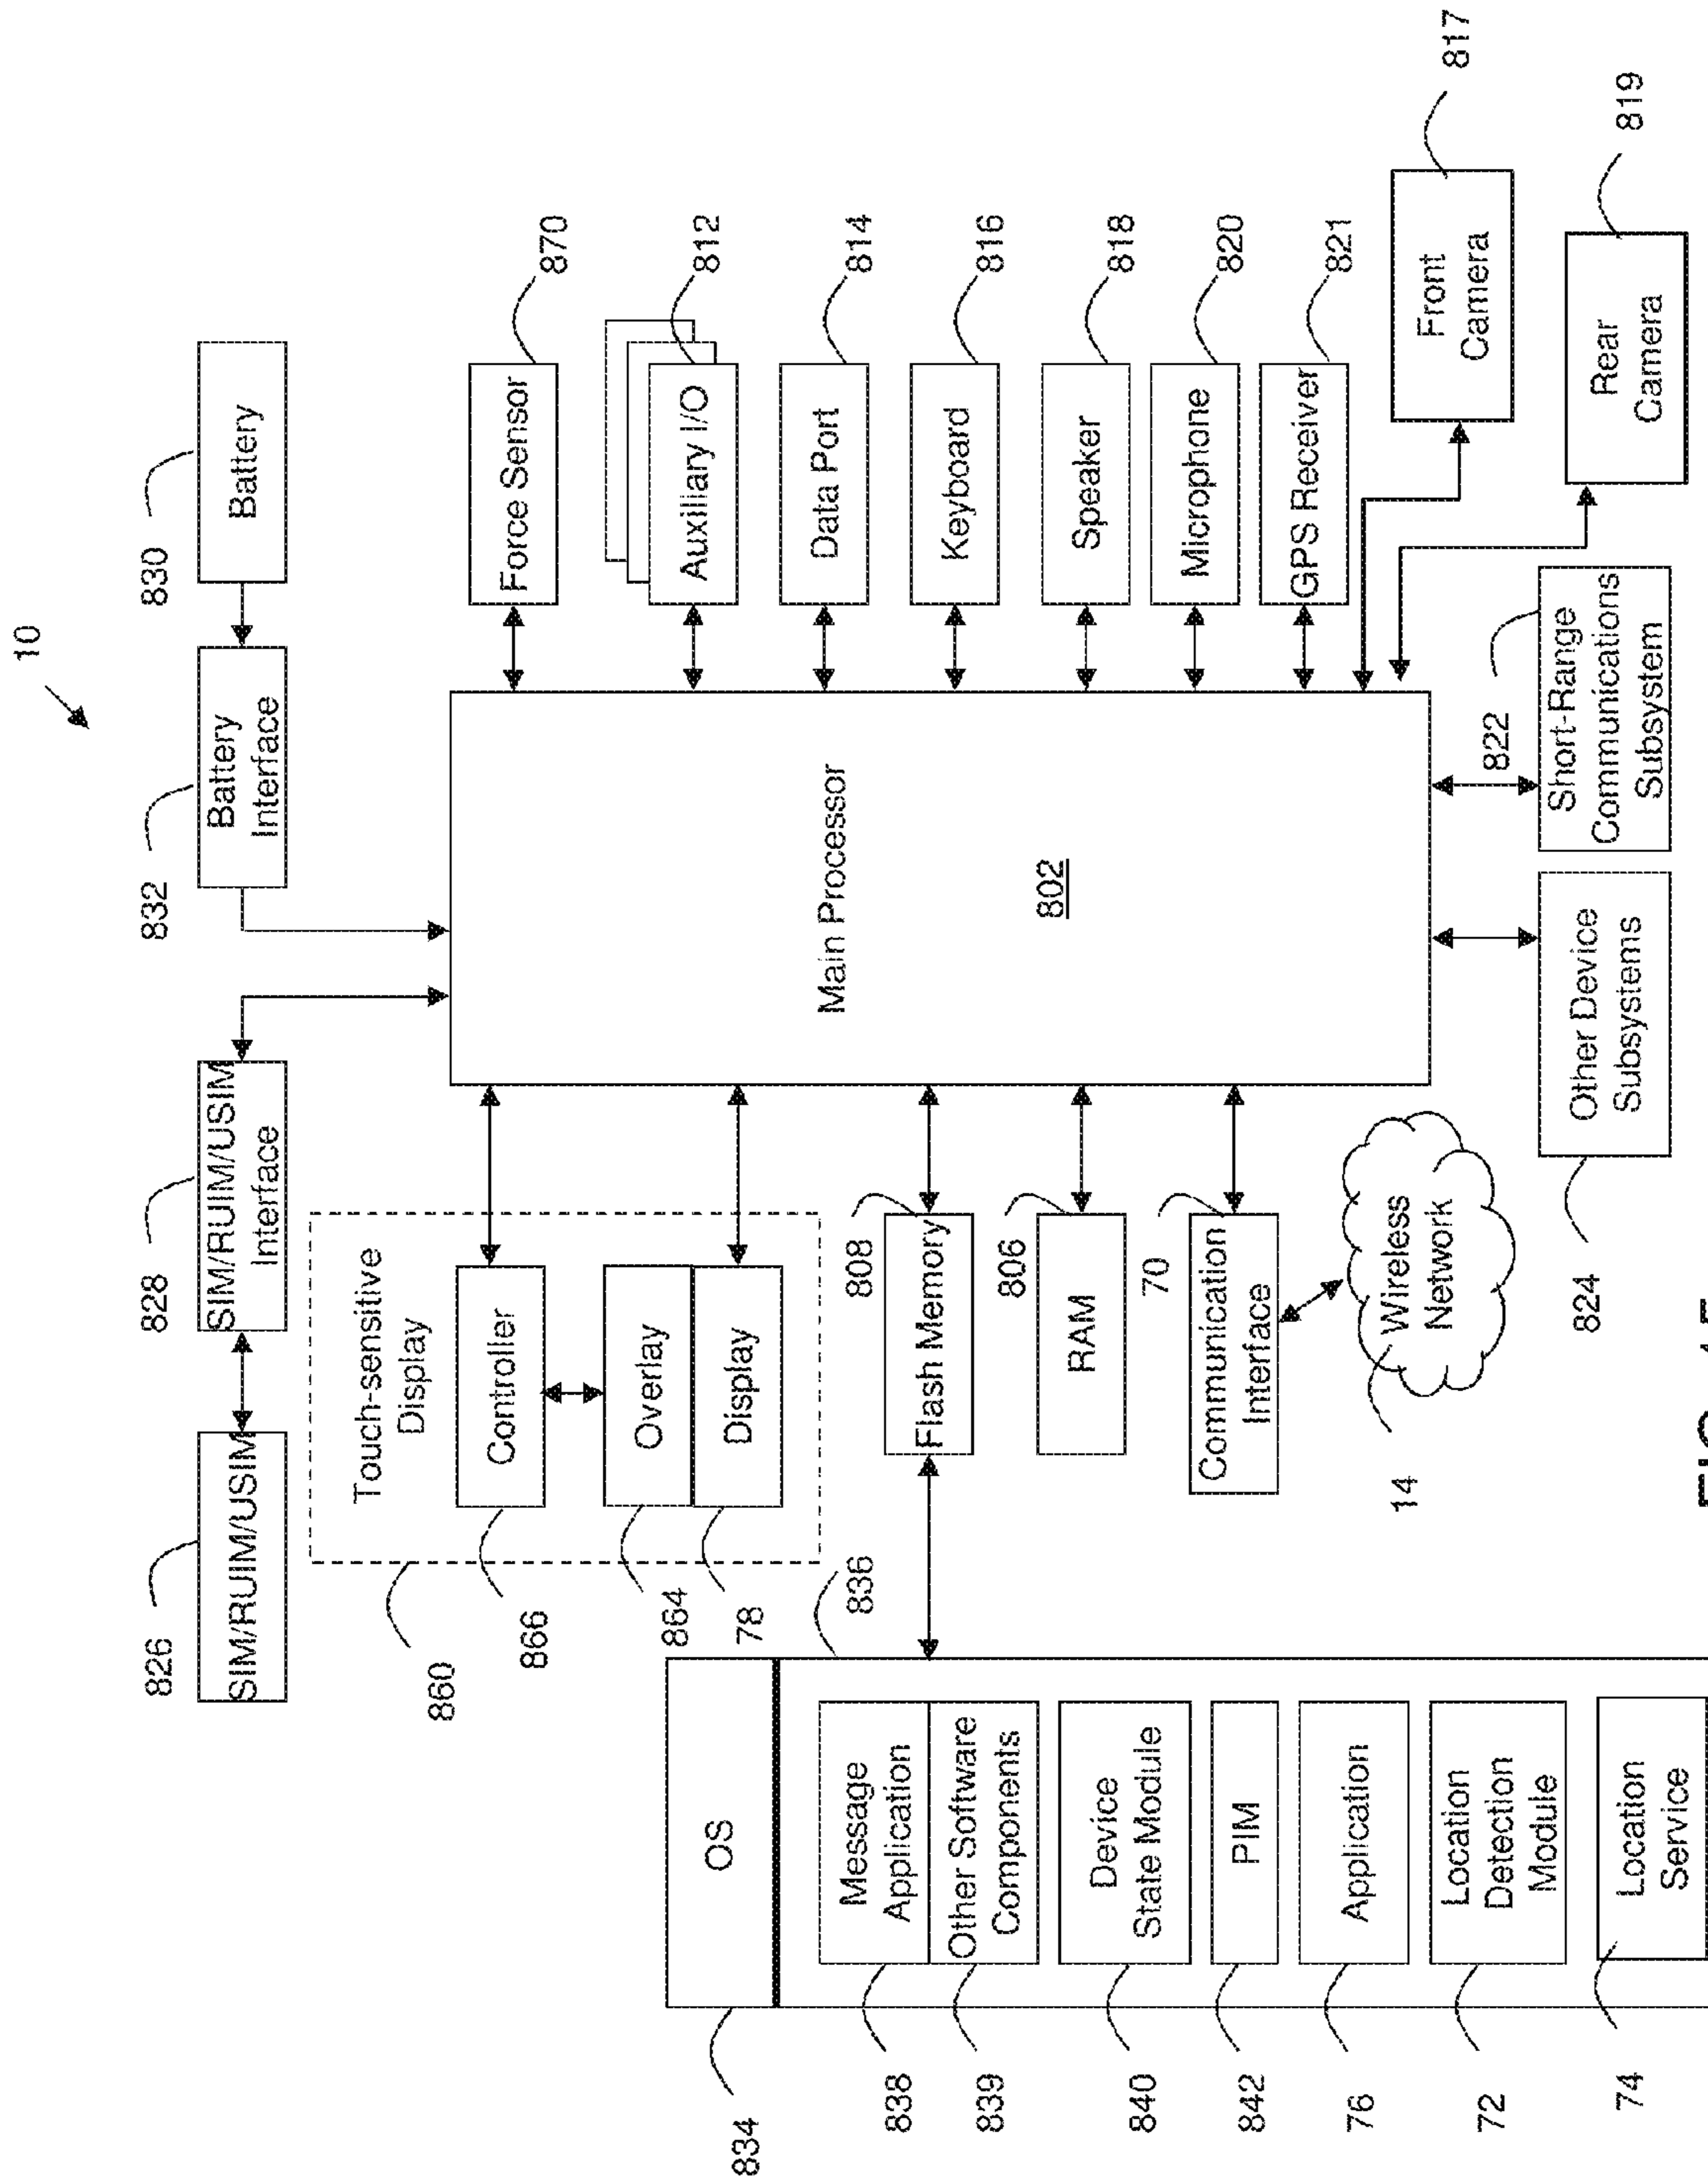 10
826
828
832
830
SIM/RUIM/USIM
SIM/RUIM/USIM
Interface
Battery
Interface
Battery
860
Touch-sensitive
Display
866
Controller
864
Overlay
78
Display
Main Processor
802
Force Sensor
870
Auxiliary I/O
812
Data Port
814
Keyboard
816
Speaker
818
Microphone
820
GPS Receiver
821
Front
Camera
817
Rear
Camera
819
834
OS
836
838
Message
Application
839
Other Software
Components
840
Device
State Module
842
PIM
76
Application
72
Location
Detection
Module
74
Location
Service
808
Flash Memory
806
RAM
70
Communication
Interface
14
Wireless
Network
824
Other Device
Subsystems
822
Short-Range
Communications
Subsystem